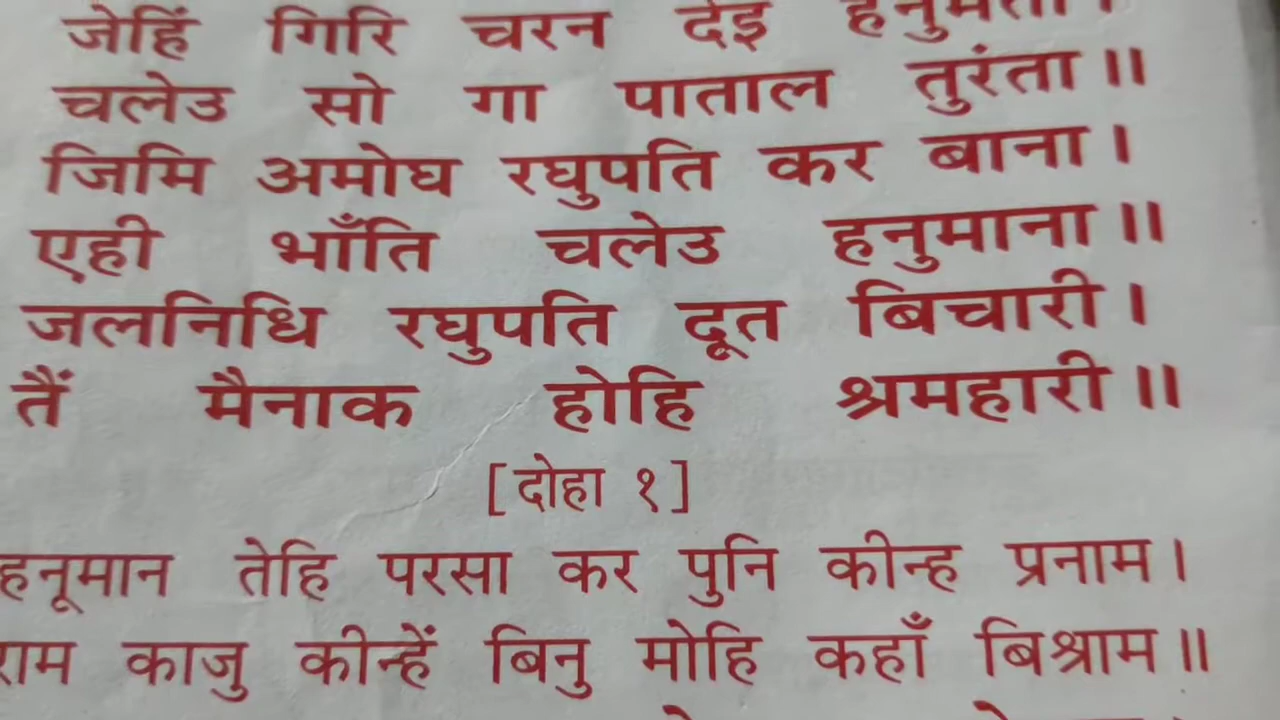 जेहिं गिरि चरन देइ हनुमंता।
चलेउ सो गा पाताल तुरंता॥
जिमि अमोघ रघुपति कर बाना।
एही भाँति चलेउ हनुमाना॥
जलनिधि रघुपति दूत बिचारी।
तैं मैनाक होहि श्रमहारी॥
[दोहा १]
हनूमान तेहि परसा कर पुनि कीन्ह प्रनाम।
राम काजु कीन्हें बिनु मोहि कहाँ बिश्राम॥